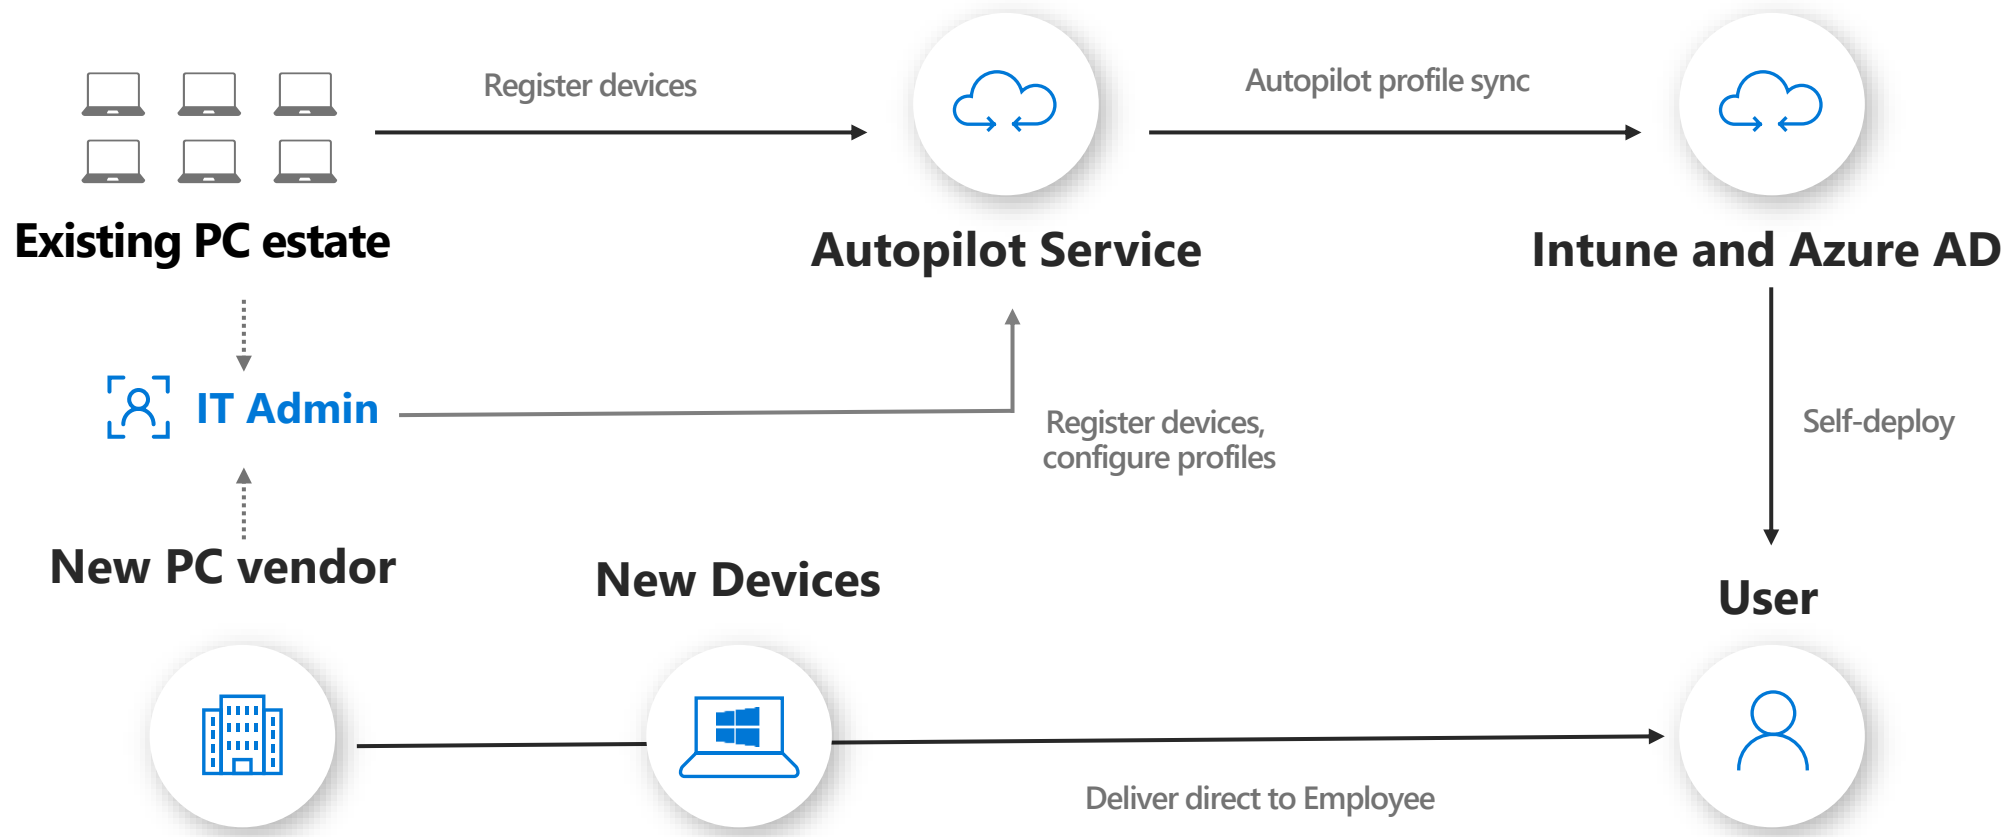 Register devices
Autopilot profile sync
Existing PC estate
Autopilot Service
Intune and Azure AD
IT Admin
Register devices,
configure profiles
Self-deploy
New PC vendor
New Devices
User
Deliver direct to Employee